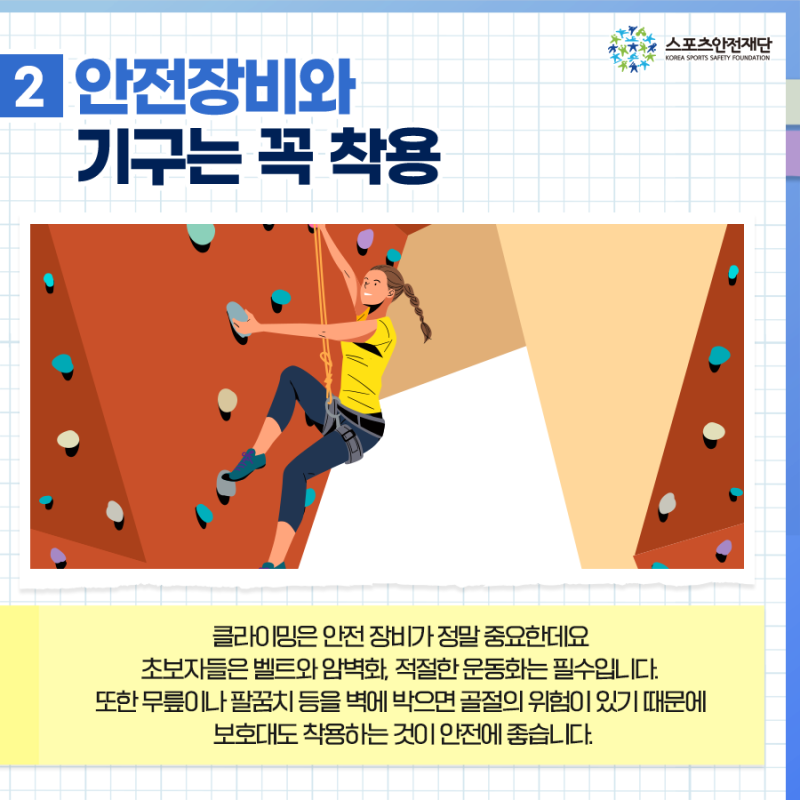 스포츠안전재단
KOREA SPORTS SAFETY FOUNDATION
2 안전장비와
기구는 꼭 착용
클라이밍은 안전 장비가 정말 중요한데요
초보자들은 벨트와 암벽화, 적절한 운동화는 필수입니다.
또한 무릎이나 팔꿈치 등을 벽에 박으면 골절의 위험이 있기 때문에
보호대도 착용하는 것이 안전에 좋습니다.